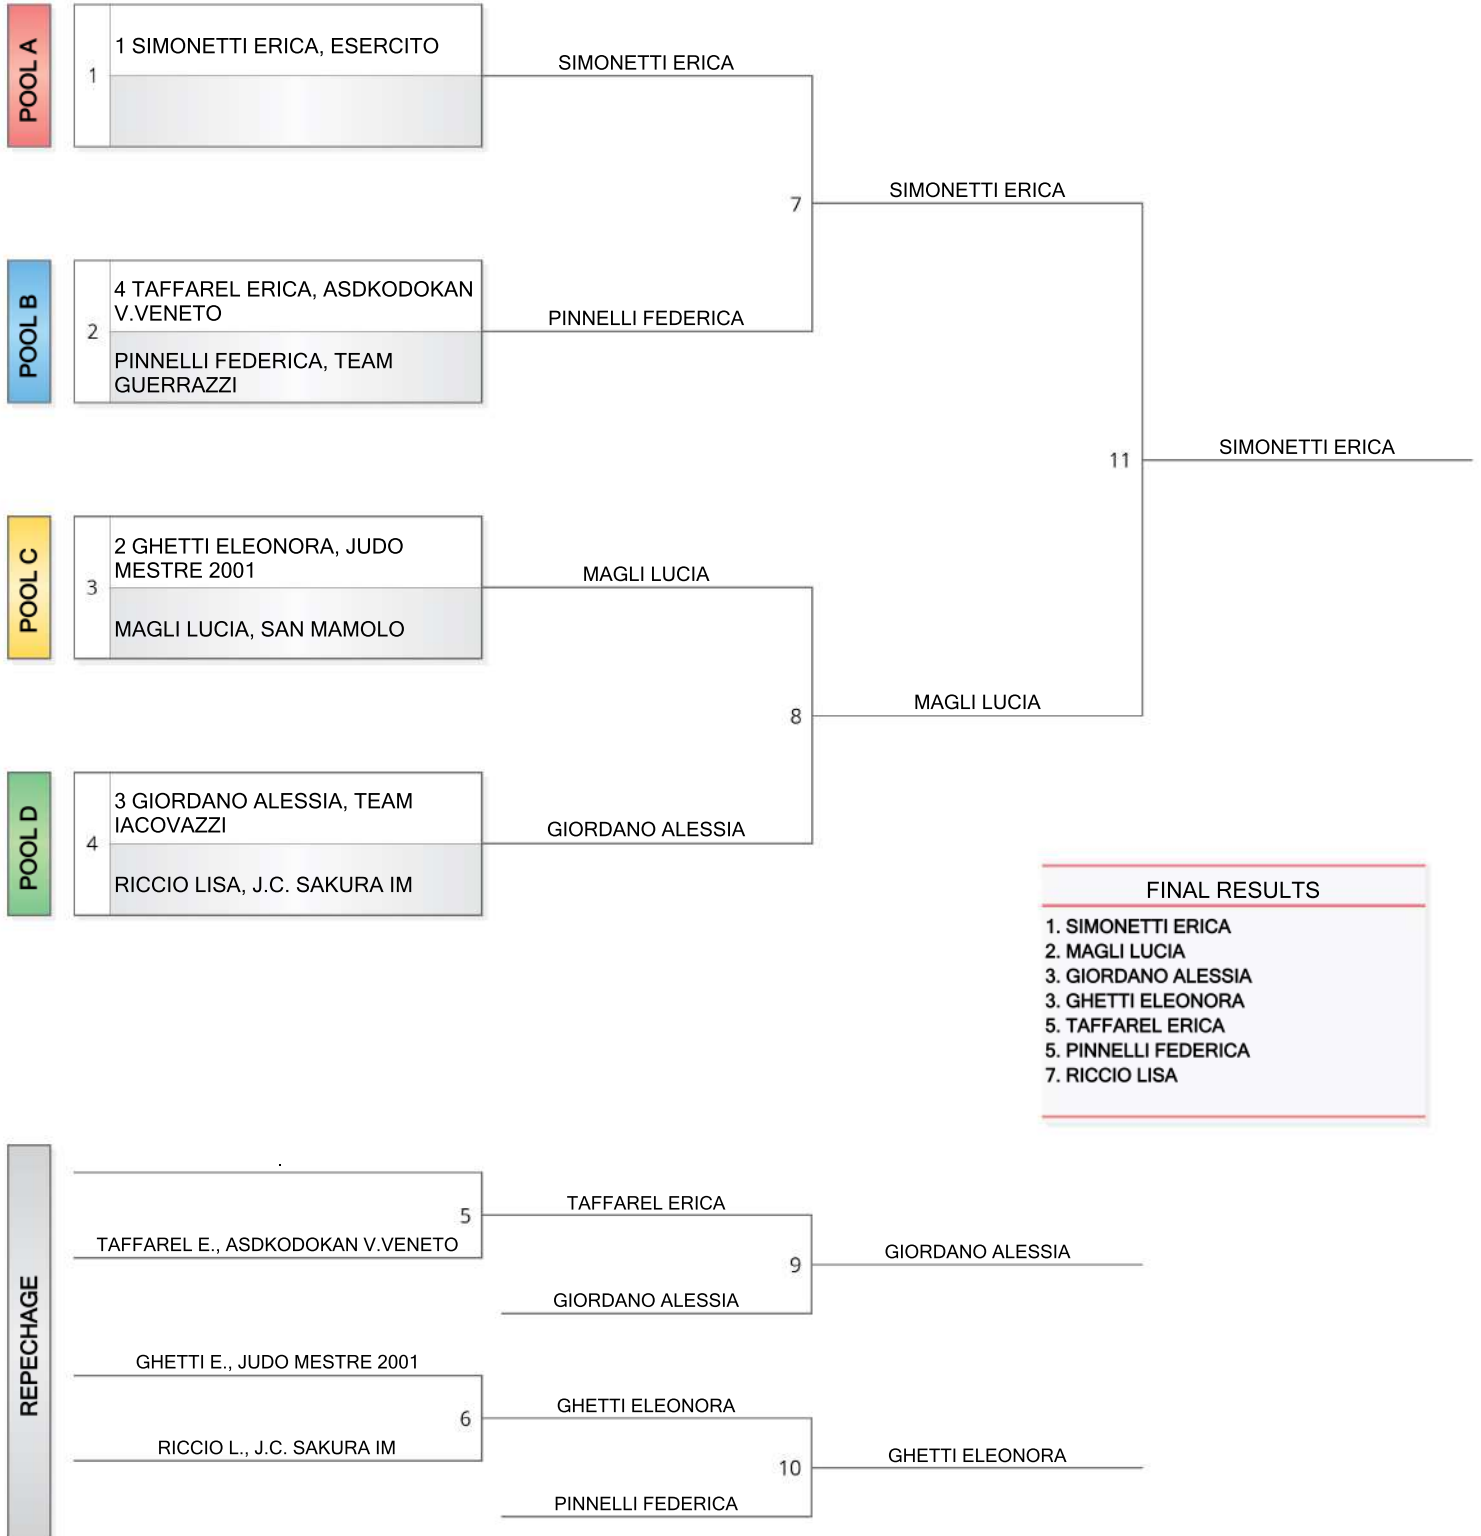 POOL A
1
1 SIMONETTI ERICA, ESERCITO
SIMONETTI ERICA
7
SIMONETTI ERICA
POOL B
2
4 TAFFAREL ERICA, ASDKODOKAN
V.VENETO
PINNELLI FEDERICA, TEAM
GUERRAZZI
PINNELLI FEDERICA
11
SIMONETTI ERICA
POOL C
3
2 GHETTI ELEONORA, JUDO
MESTRE 2001
MAGLI LUCIA, SAN MAMOLO
MAGLI LUCIA
8
MAGLI LUCIA
POOL D
4
3 GIORDANO ALESSIA, TEAM
IACOVAZZI
RICCIO LISA, J.C. SAKURA IM
GIORDANO ALESSIA
FINAL RESULTS
1. SIMONETTI ERICA
2. MAGLI LUCIA
3. GIORDANO ALESSIA
3. GHETTI ELEONORA
5. TAFFAREL ERICA
5. PINNELLI FEDERICA
7. RICCIO LISA
REPECHAGE
.
5
TAFFAREL E., ASDKODOKAN V.VENETO
TAFFAREL ERICA
9
GIORDANO ALESSIA
GIORDANO ALESSIA
GHETTI E., JUDO MESTRE 2001
6
RICCIO L., J.C. SAKURA IM
GHETTI ELEONORA
10
GHETTI ELEONORA
PINNELLI FEDERICA